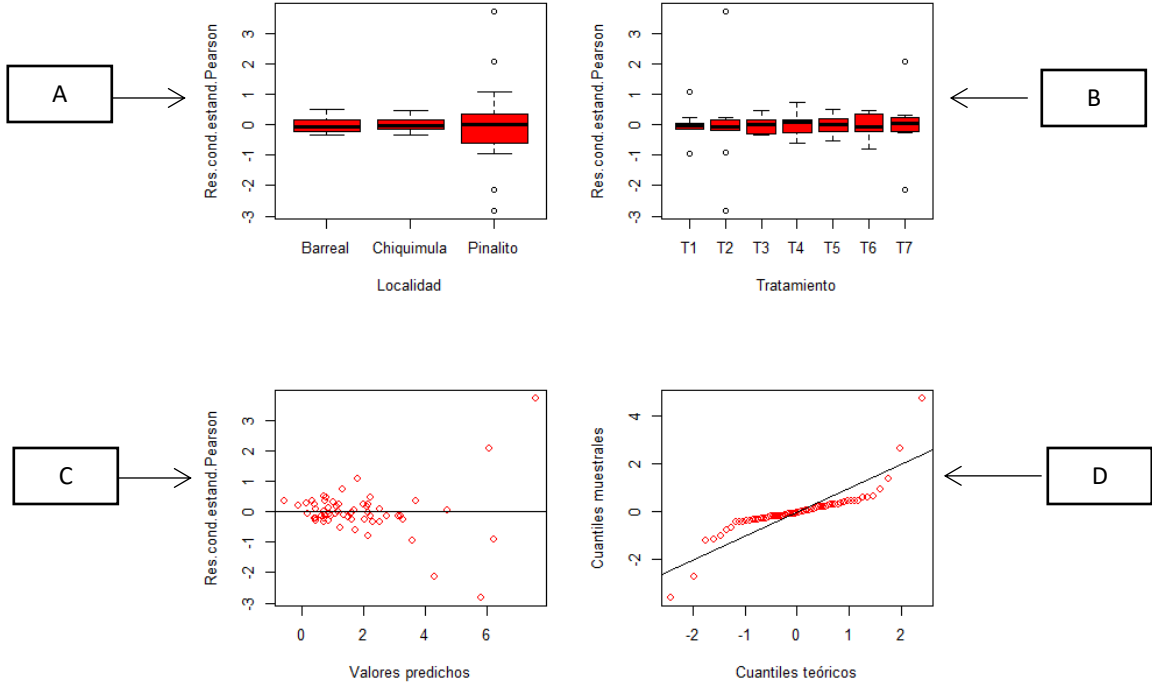 A
Res.cond.estand.Pearson
3
2
1
0
-1
-2
-3
Barreal Chiquimula Pinalito
Localidad
Res.cond.estand.Pearson
3
2
1
0
-1
-2
-3
T1 T2 T3 T4 T5 T6 T7
Tratamiento
B
C
Res.cond.estand.Pearson
3
2
1
0
-1
-2
-3
0 2 4 6
Valores predichos
Cuantiles muestrales
4
2
0
-2
-2 -1 0 1 2
Cuantiles teóricos
D